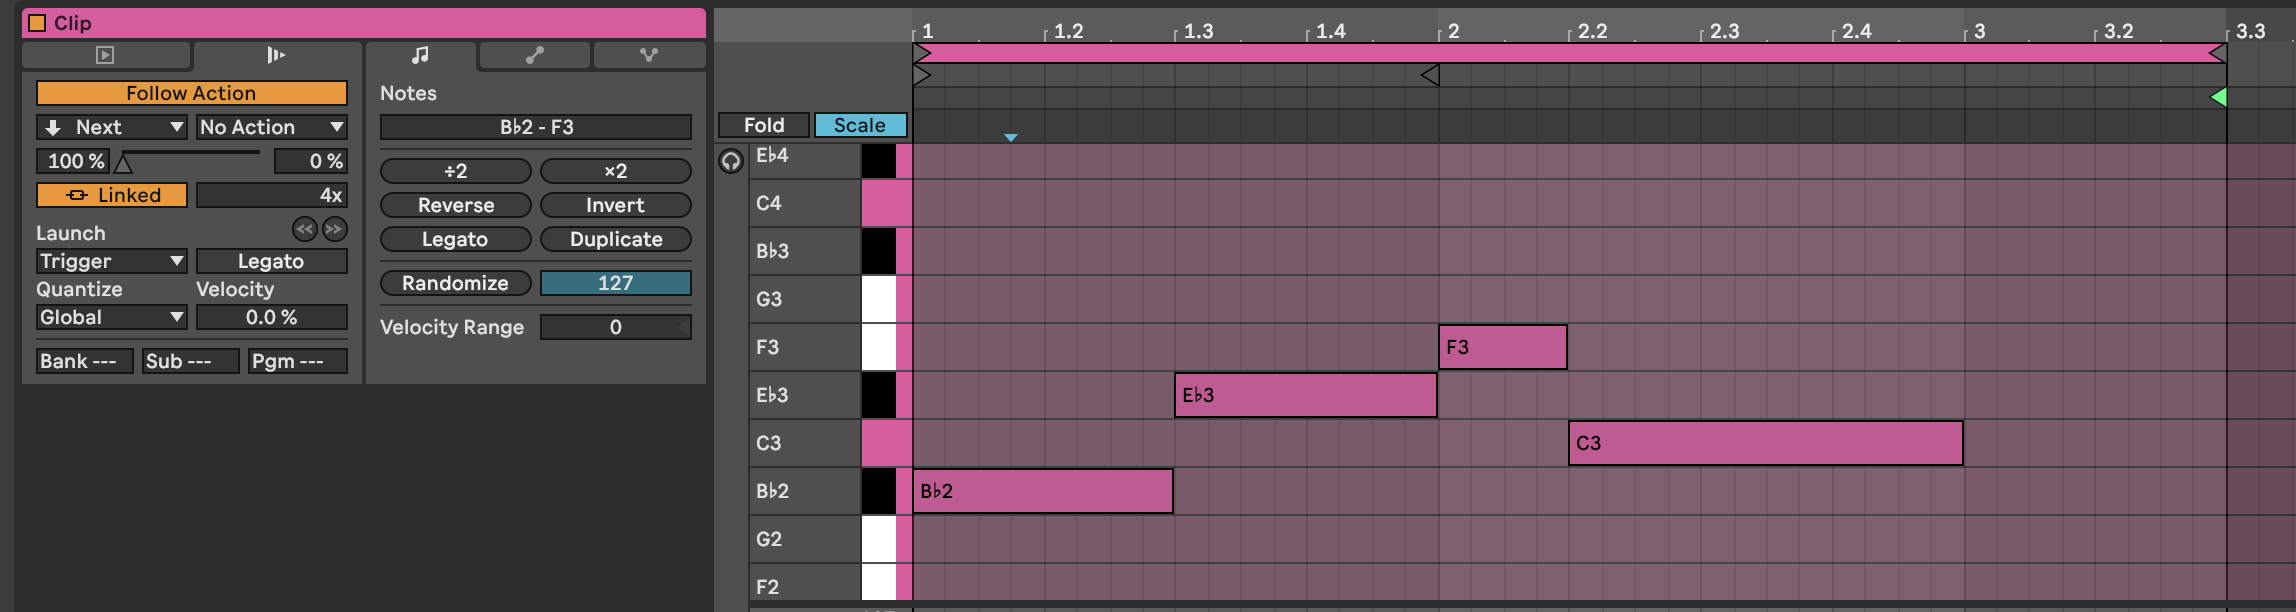 Clip
Follow Action
Next No Action
100 % 0 %
Linked 4x
Launch
Trigger Legato
Quantize Velocity
Global 0.0 %
Bank --- Sub --- Pgm ---
Notes
B♭2 - F3
÷2 ×2
Reverse Invert
Legato Duplicate
Randomize 127
Velocity Range 0
1 1.2 1.3 1.4 2 2.2 2.3 2.4 3 3.2 3.3
Fold Scale
E♭4
C4
B♭3
G3
F3 F3
E♭3 E♭3
C3 C3
B♭2 B♭2
G2
F2